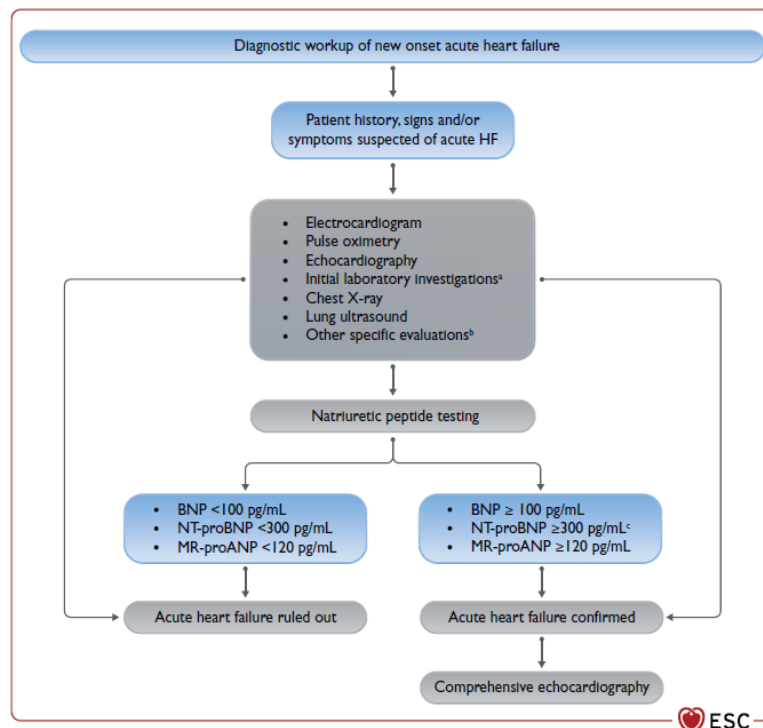 Diagnostic workup of new onset acute heart failure
Patient history, signs and/or
symptoms suspected of acute HF
• Electrocardiogram
• Pulse oximetry
• Echocardiography
• Initial laboratory investigationsᵃ
• Chest X-ray
• Lung ultrasound
• Other specific evaluationsᵇ
Natriuretic peptide testing
• BNP <100 pg/mL
• NT-proBNP <300 pg/mL
• MR-proANP <120 pg/mL
• BNP ≥ 100 pg/mL
• NT-proBNP ≥300 pg/mLᶜ
• MR-proANP ≥120 pg/mL
Acute heart failure ruled out
Acute heart failure confirmed
Comprehensive echocardiography
ESC